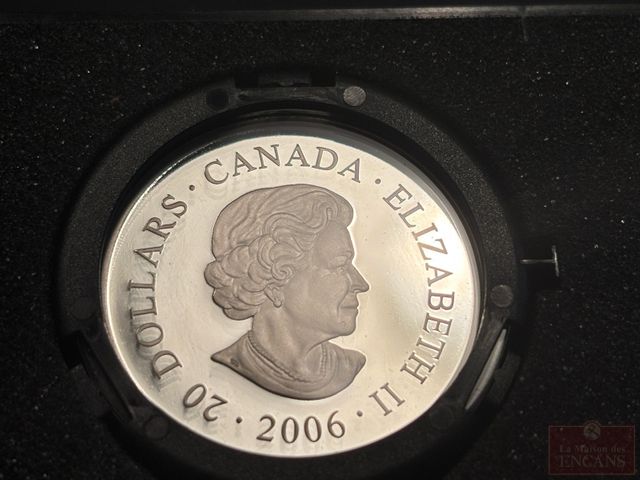 20 DOLLARS · CANADA · ELIZABETH II · 2006 ·
La Maison des
ENCANS